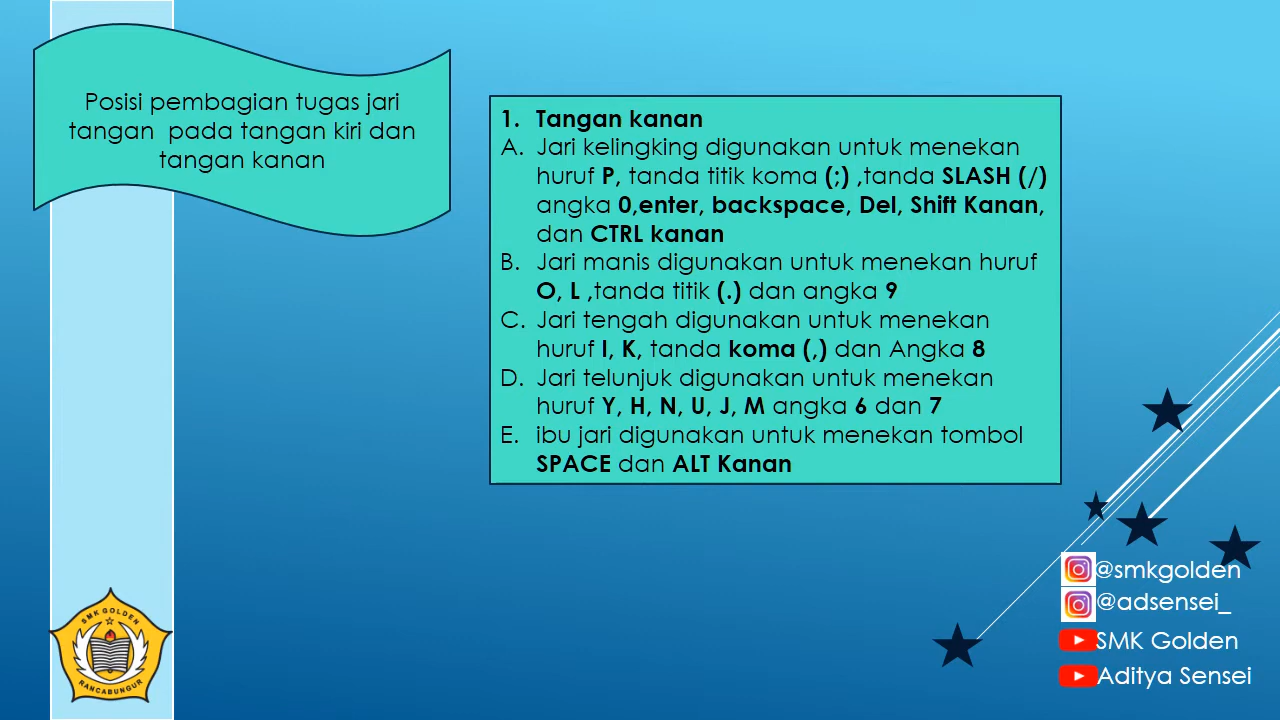 Posisi pembagian tugas jari
tangan pada tangan kiri dan
tangan kanan
1. Tangan kanan
A. Jari kelingking digunakan untuk menekan
huruf P, tanda titik koma (;) ,tanda SLASH (/)
angka 0,enter, backspace, Del, Shift Kanan,
dan CTRL kanan
B. Jari manis digunakan untuk menekan huruf
O, L ,tanda titik (.) dan angka 9
C. Jari tengah digunakan untuk menekan
huruf I, K, tanda koma (,) dan Angka 8
D. Jari telunjuk digunakan untuk menekan
huruf Y, H, N, U, J, M angka 6 dan 7
E. ibu jari digunakan untuk menekan tombol
SPACE dan ALT Kanan
@smkgolden
@adsensei_
SMK Golden
Aditya Sensei
SMK GOLDEN
RANCABUNGUR